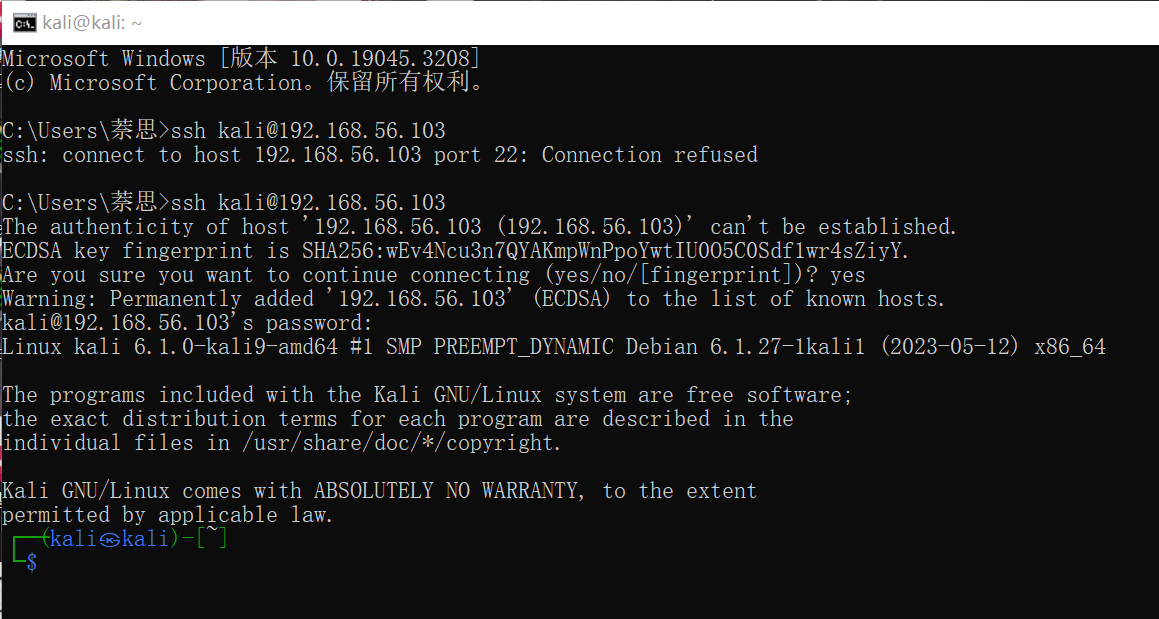 kali@kali: ~
Microsoft Windows [版本 10.0.19045.3208]
(c) Microsoft Corporation。保留所有权利。
C:\Users\萘思>ssh kali@192.168.56.103
ssh: connect to host 192.168.56.103 port 22: Connection refused
C:\Users\萘思>ssh kali@192.168.56.103
The authenticity of host '192.168.56.103 (192.168.56.103)' can't be established.
ECDSA key fingerprint is SHA256:wEv4Ncu3n7QYAKmpWnPpoYwtIU0O5C0Sdf1wr4sZiyY.
Are you sure you want to continue connecting (yes/no/[fingerprint])? yes
Warning: Permanently added '192.168.56.103' (ECDSA) to the list of known hosts.
kali@192.168.56.103's password:
Linux kali 6.1.0-kali9-amd64 #1 SMP PREEMPT_DYNAMIC Debian 6.1.27-1kali1 (2023-05-12) x86_64
The programs included with the Kali GNU/Linux system are free software;
the exact distribution terms for each program are described in the
individual files in /usr/share/doc/*/copyright.
Kali GNU/Linux comes with ABSOLUTELY NO WARRANTY, to the extent
permitted by applicable law.
┌──(kali㉿kali)-[~]
└─$